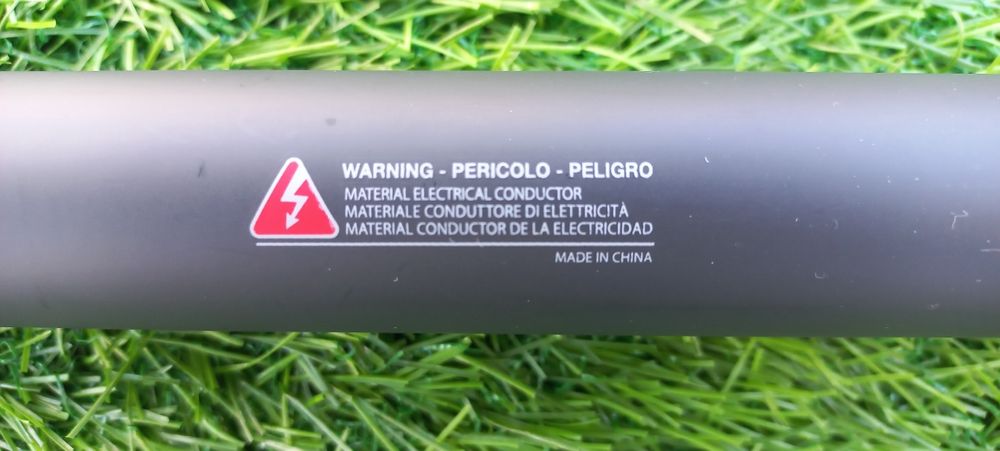 WARNING - PERICOLO - PELIGRO
MATERIAL ELECTRICAL CONDUCTOR
MATERIALE CONDUTTORE DI ELETTRICITÀ
MATERIAL CONDUCTOR DE LA ELECTRICIDAD
MADE IN CHINA